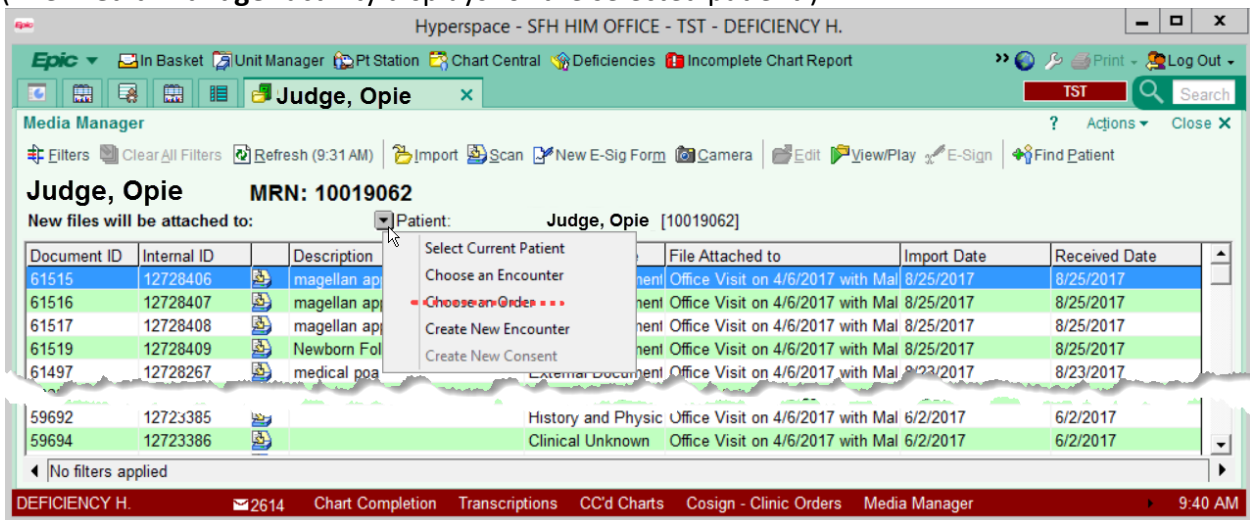 Hyperspace - SFH HIM OFFICE - TST - DEFICIENCY H.
Epic In Basket Unit Manager Pt Station Chart Central Deficiencies Incomplete Chart Report Print Log Out
Judge, Opie × TST Search
Media Manager ? Actions Close X
Filters Clear All Filters Refresh (9:31 AM) Import Scan New E-Sig Form Camera Edit View/Play E-Sign Find Patient
Judge, Opie MRN: 10019062
New files will be attached to: Patient: Judge, Opie [10019062]
Select Current Patient
Choose an Encounter
Choose an Order
Create New Encounter
Create New Consent
Document ID Internal ID Description File Attached to Import Date Received Date
61515 12728406 magellan ap Office Visit on 4/6/2017 with Mal 8/25/2017 8/25/2017
61516 12728407 magellan ap Office Visit on 4/6/2017 with Mal 8/25/2017 8/25/2017
61517 12728408 magellan ap Office Visit on 4/6/2017 with Mal 8/25/2017 8/25/2017
61519 12728409 Newborn Fol Office Visit on 4/6/2017 with Mal 8/25/2017 8/25/2017
61497 12728267 medical poa External Document Office Visit on 4/6/2017 with Mal 8/23/2017 8/23/2017
59692 12723385 History and Physic Office Visit on 4/6/2017 with Mal 6/2/2017 6/2/2017
59694 12723386 Clinical Unknown Office Visit on 4/6/2017 with Mal 6/2/2017 6/2/2017
No filters applied
DEFICIENCY H. 2614 Chart Completion Transcriptions CC'd Charts Cosign - Clinic Orders Media Manager 9:40 AM